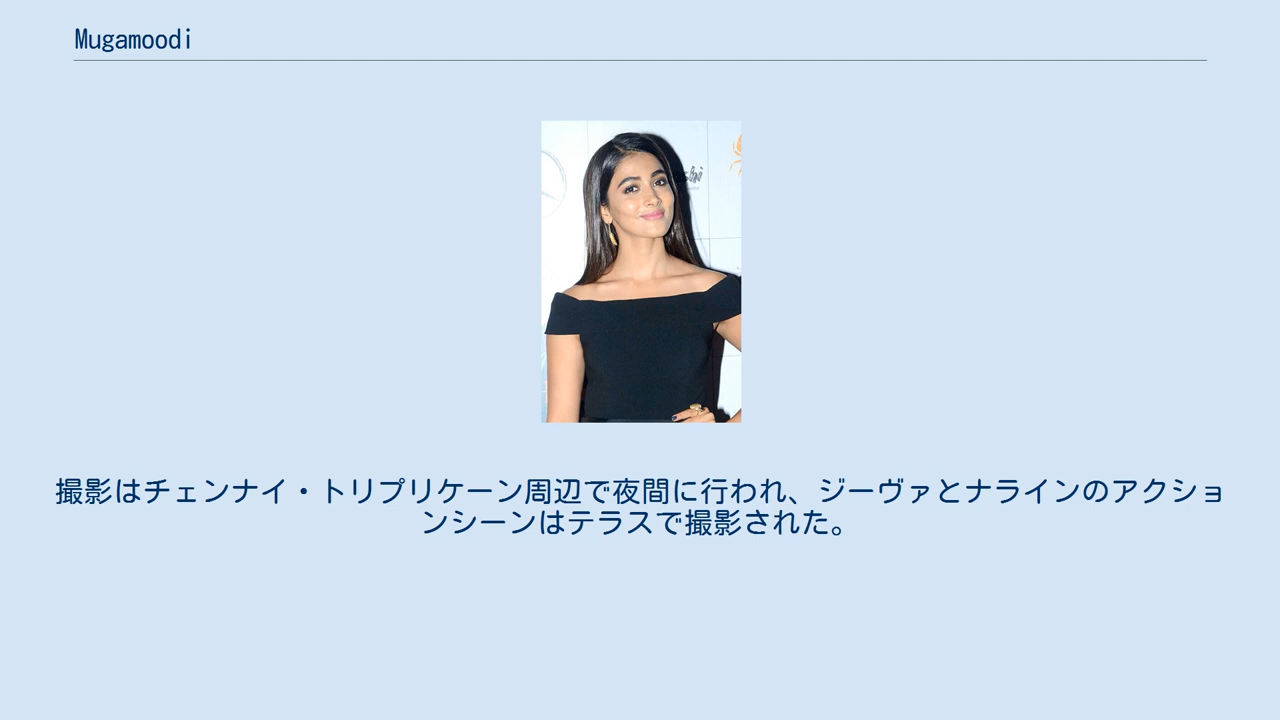 Mugamoodi
撮影はチェンナイ・トリプリケーン周辺で夜間に行われ、ジーヴァとナラインのアクショ
ンシーンはテラスで撮影された。